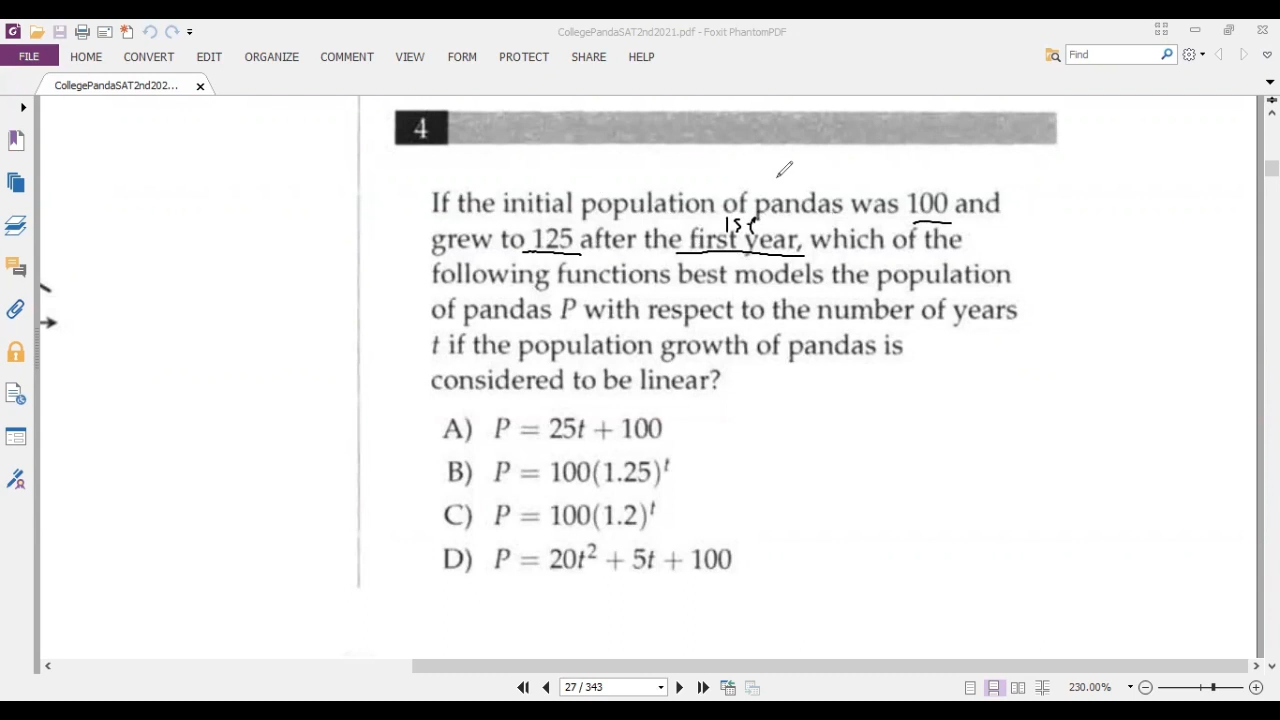 CollegePandaSAT2nd2021.pdf - Foxit PhantomPDF
FILE HOME CONVERT EDIT ORGANIZE COMMENT VIEW FORM PROTECT SHARE HELP
Find
CollegePandaSAT2nd202...
4
If the initial population of pandas was 100 and
1st
grew to 125 after the first year, which of the
following functions best models the population
of pandas P with respect to the number of years
t if the population growth of pandas is
considered to be linear?
A) P = 25t + 100
B) P = 100(1.25)^t
C) P = 100(1.2)^t
D) P = 20t² + 5t + 100
27 / 343
230.00%